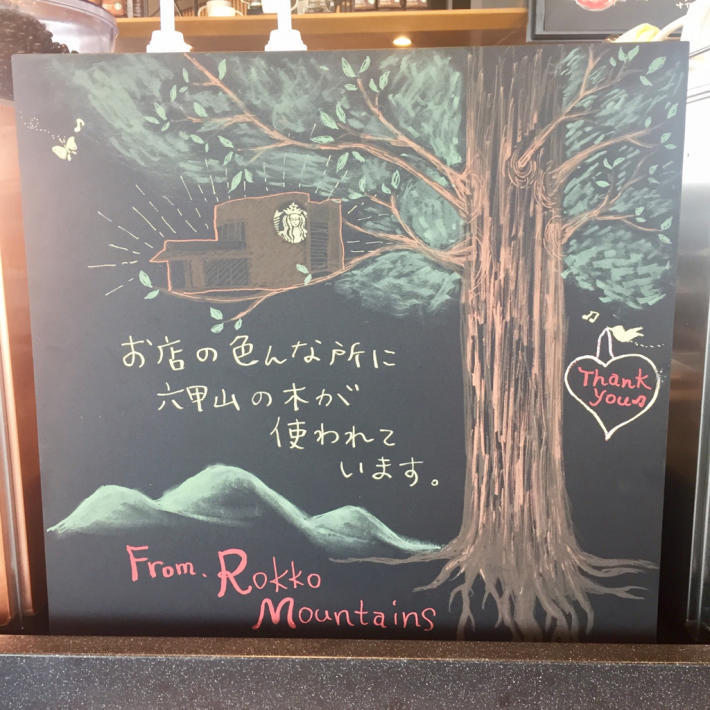 お店の色んな所に
六甲山の木が
使われて
います。
Thank
you♫
From. Rokko
Mountains